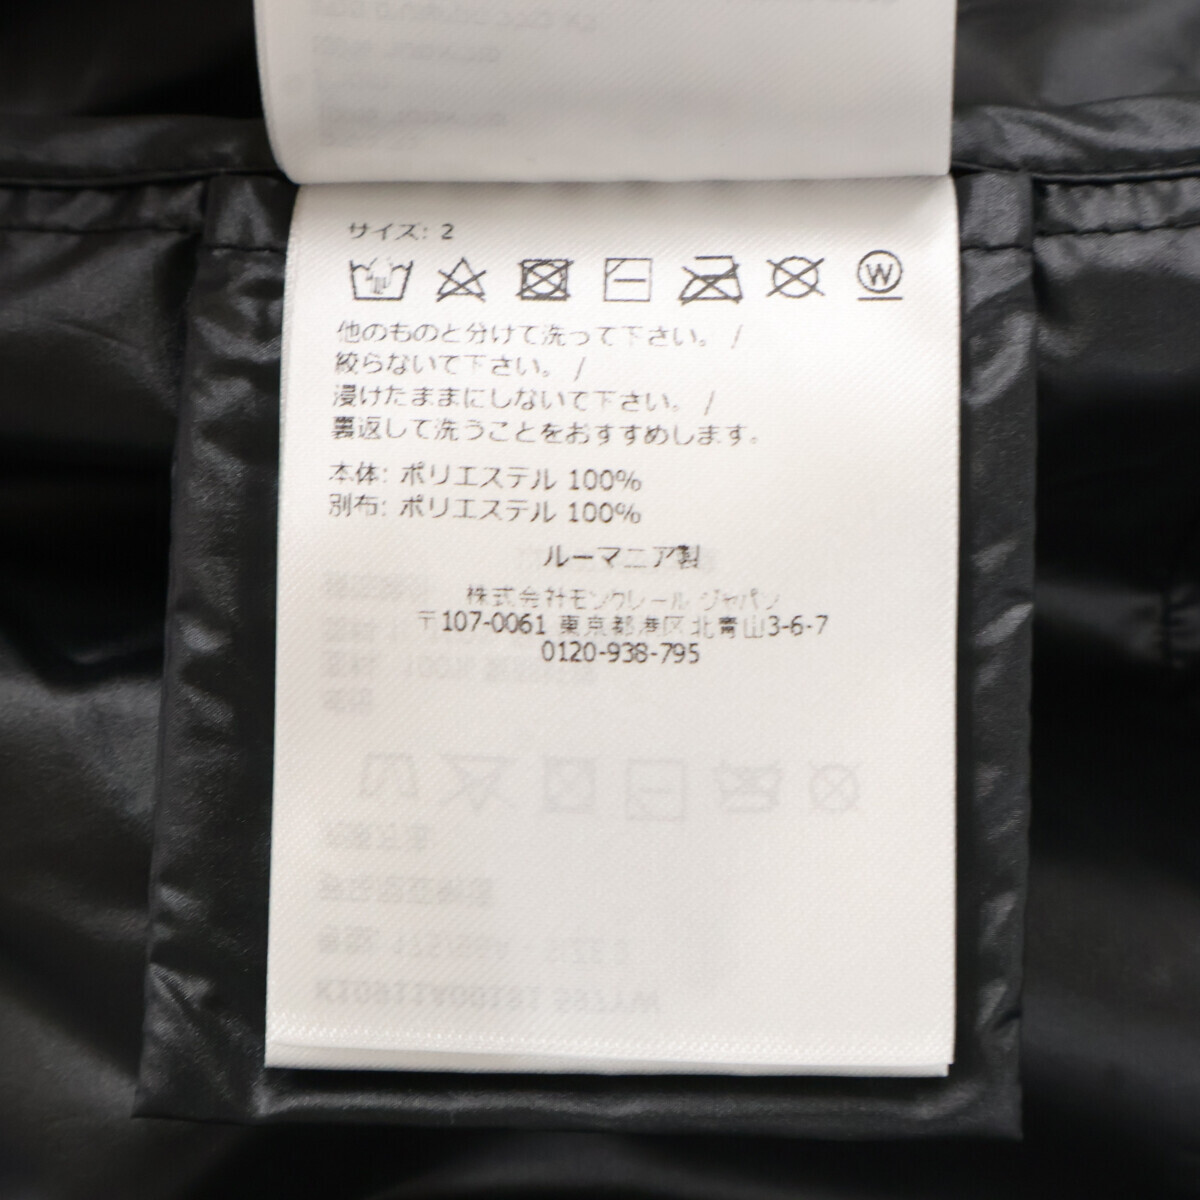 サイズ: 2
W
他のものと分けて洗って下さい。 /
絞らないで下さい。 /
浸けたままにしないで下さい。 /
裏返して洗うことをおすすめします。
本体: ポリエステル 100%
別布: ポリエステル 100%
ルーマニア製
株式会社モンクレール ジャパン
〒107-0061 東京都港区北青山3-6-7
0120-938-795